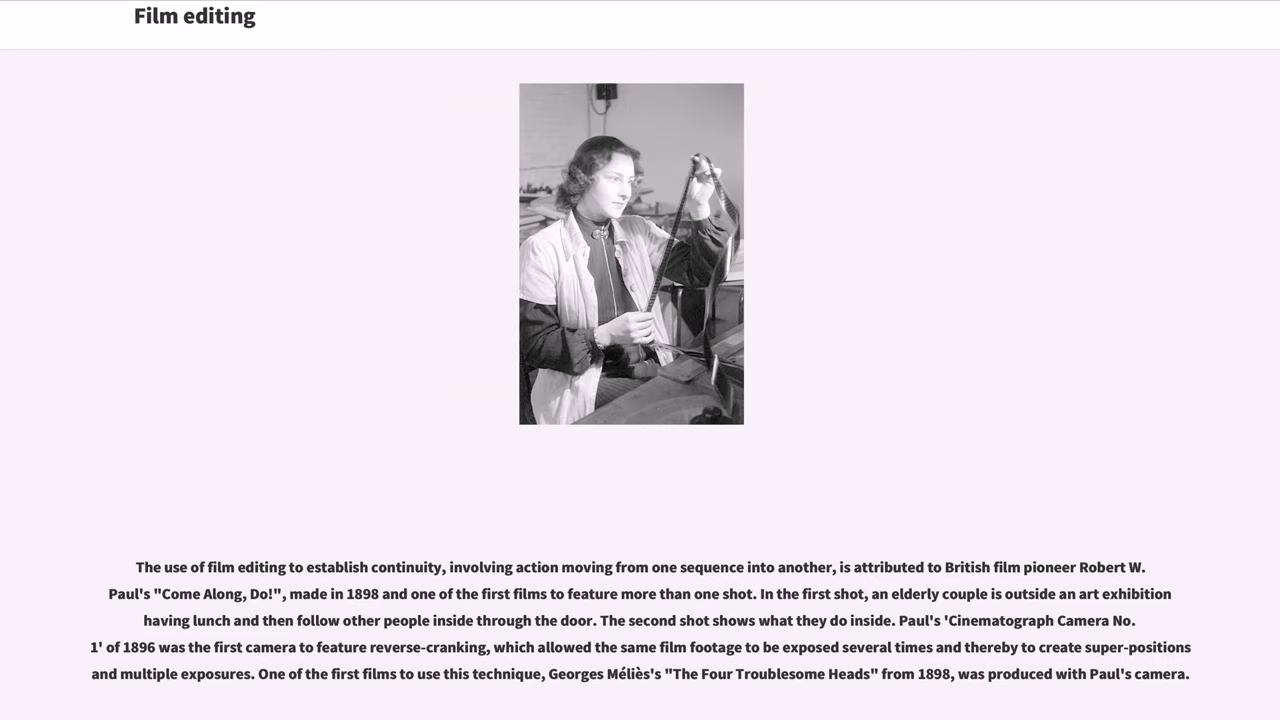 Film editing
The use of film editing to establish continuity, involving action moving from one sequence into another, is attributed to British film pioneer Robert W.
Paul's "Come Along, Do!", made in 1898 and one of the first films to feature more than one shot. In the first shot, an elderly couple is outside an art exhibition
having lunch and then follow other people inside through the door. The second shot shows what they do inside. Paul's 'Cinematograph Camera No.
1' of 1896 was the first camera to feature reverse-cranking, which allowed the same film footage to be exposed several times and thereby to create super-positions
and multiple exposures. One of the first films to use this technique, Georges Méliès's "The Four Troublesome Heads" from 1898, was produced with Paul's camera.